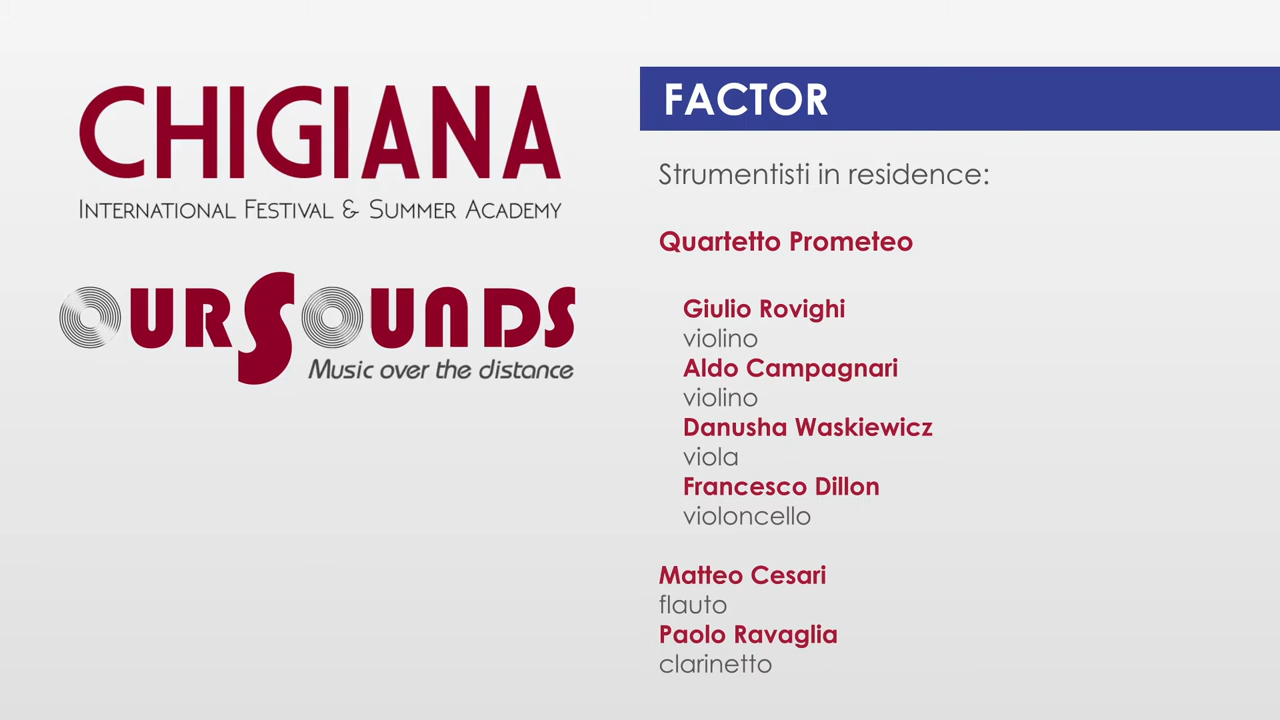 CHIGIANA
INTERNATIONAL FESTIVAL & SUMMER ACADEMY
OURSOUNDS
Music over the distance
FACTOR
Strumentisti in residence:
Quartetto Prometeo
Giulio Rovighi
violino
Aldo Campagnari
violino
Danusha Waskiewicz
viola
Francesco Dillon
violoncello
Matteo Cesari
flauto
Paolo Ravaglia
clarinetto